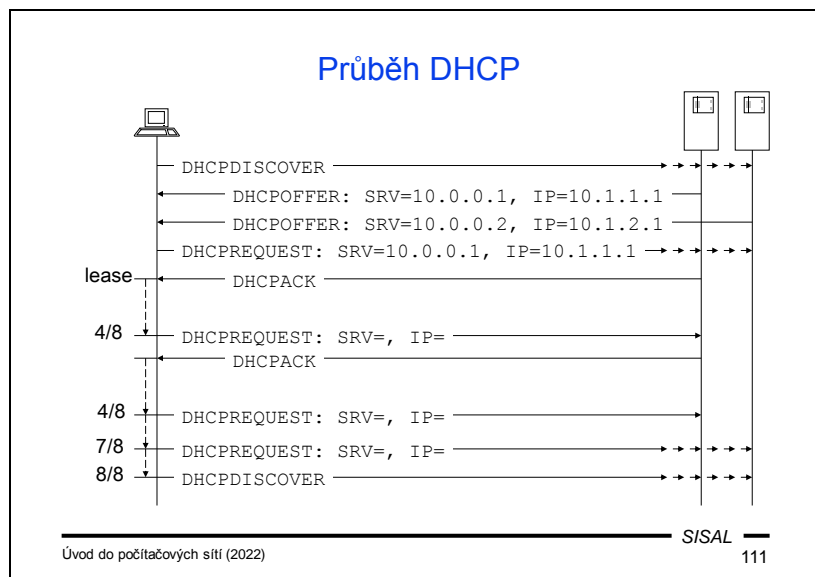 Průběh DHCP
DHCPDISCOVER
DHCPOFFER: SRV=10.0.0.1, IP=10.1.1.1
DHCPOFFER: SRV=10.0.0.2, IP=10.1.2.1
DHCPREQUEST: SRV=10.0.0.1, IP=10.1.1.1
lease
DHCPACK
4/8
DHCPREQUEST: SRV=, IP=
DHCPACK
4/8
DHCPREQUEST: SRV=, IP=
7/8
DHCPREQUEST: SRV=, IP=
8/8
DHCPDISCOVER
SISAL
Úvod do počítačových sítí (2022)
111